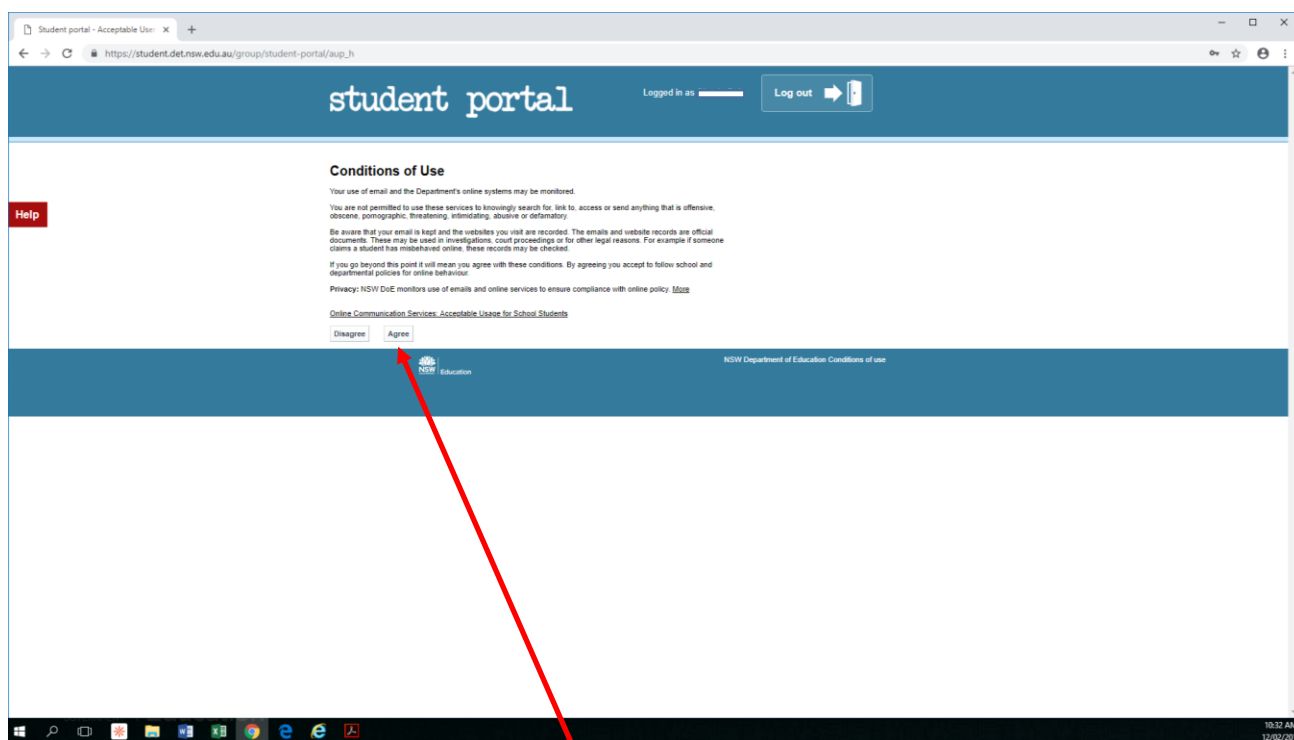 Student portal - Acceptable User
https://student.det.nsw.edu.au/group/student-portal/aup_h
student portal
Logged in as
Log out
Help
Conditions of Use
Your use of email and the Department's online systems may be monitored.
You are not permitted to use these services to knowingly search for, link to, access or send anything that is offensive,
obscene, pornographic, threatening, intimidating, abusive or defamatory.
Be aware that your email is kept and the websites you visit are recorded. The emails and website records are official
documents. These may be used in investigations, court proceedings or for other legal reasons. For example if someone
claims a student has misbehaved online, these records may be checked.
If you go beyond this point it will mean you agree with these conditions. By agreeing you accept to follow school and
departmental policies for online behaviour.
Privacy: NSW DoE monitors use of emails and online services to ensure compliance with online policy. More
Online Communication Services: Acceptable Usage for School Students
Disagree Agree
NSW Education
NSW Department of Education Conditions of use
10:32 AM
12/02/20